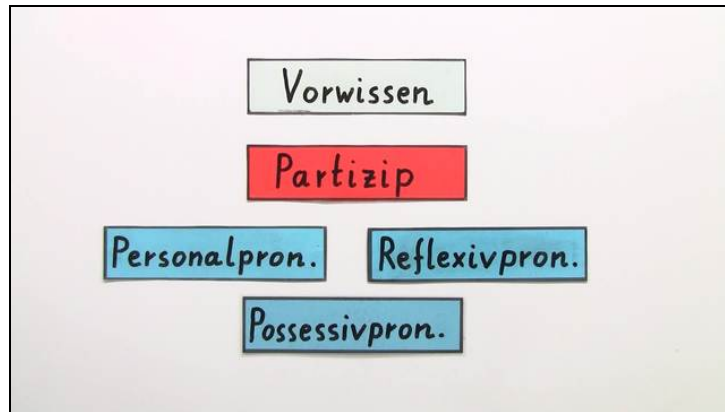 Vorwissen
Partizip
Personalpron. Reflexivpron.
Possessivpron.